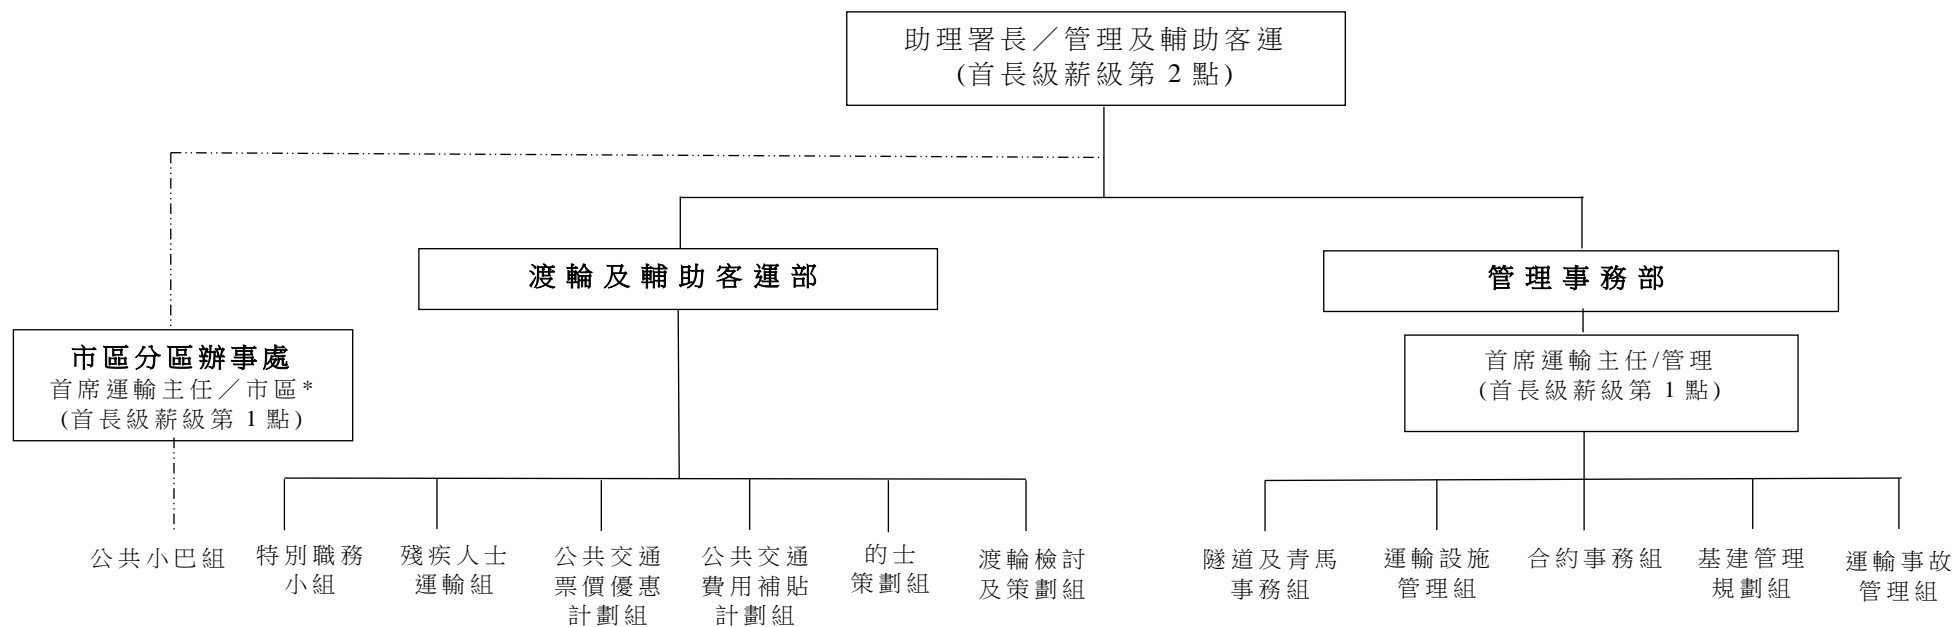 助理署長／管理及輔助客運
(首長級薪級第 2 點)
渡輪及輔助客運部
管理事務部
市區分區辦事處
首席運輸主任／市區*
(首長級薪級第 1 點)
首席運輸主任/管理
(首長級薪級第 1 點)
公共小巴組
特別職務
小組
殘疾人士
運輸組
公共交通
票價優惠
計劃組
公共交通
費用補貼
計劃組
的士
策劃組
渡輪檢討
及策劃組
隧道及青馬
事務組
運輸設施
管理組
合約事務組
基建管理
規劃組
運輸事故
管理組